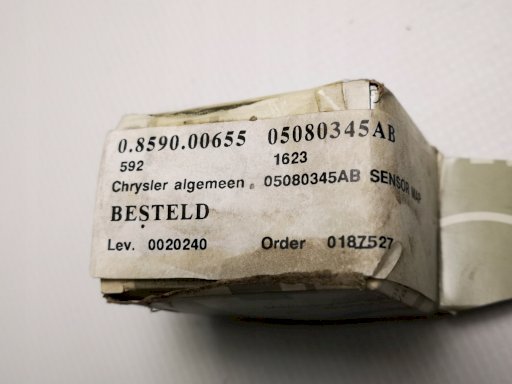 0.8590.00655 05080345AB
592 1623
Chrysler algemeen . 05080345AB SENSOR MAP
BESTELD
Lev. 0020240 Order 0187527